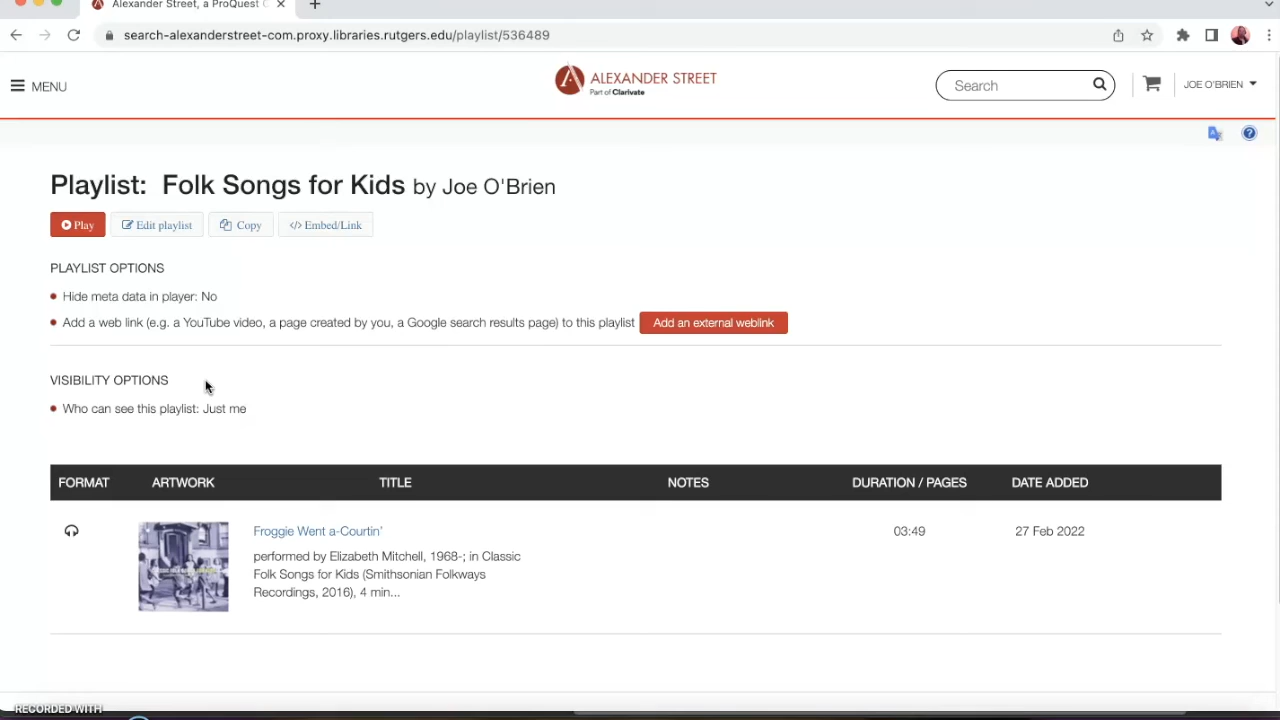 Alexander Street, a ProQuest C
search-alexanderstreet-com.proxy.libraries.rutgers.edu/playlist/536489
MENU
ALEXANDER STREET
Part of Clarivate
Search
JOE O'BRIEN
Playlist: Folk Songs for Kids by Joe O'Brien
Play
Edit playlist
Copy
</> Embed/Link
PLAYLIST OPTIONS
Hide meta data in player: No
Add a web link (e.g. a YouTube video, a page created by you, a Google search results page) to this playlist
Add an external weblink
VISIBILITY OPTIONS
Who can see this playlist: Just me
FORMAT ARTWORK TITLE NOTES DURATION / PAGES DATE ADDED
Froggie Went a-Courtin' 03:49 27 Feb 2022
performed by Elizabeth Mitchell, 1968-; in Classic
Folk Songs for Kids (Smithsonian Folkways
Recordings, 2016), 4 min...
RECORDED WITH